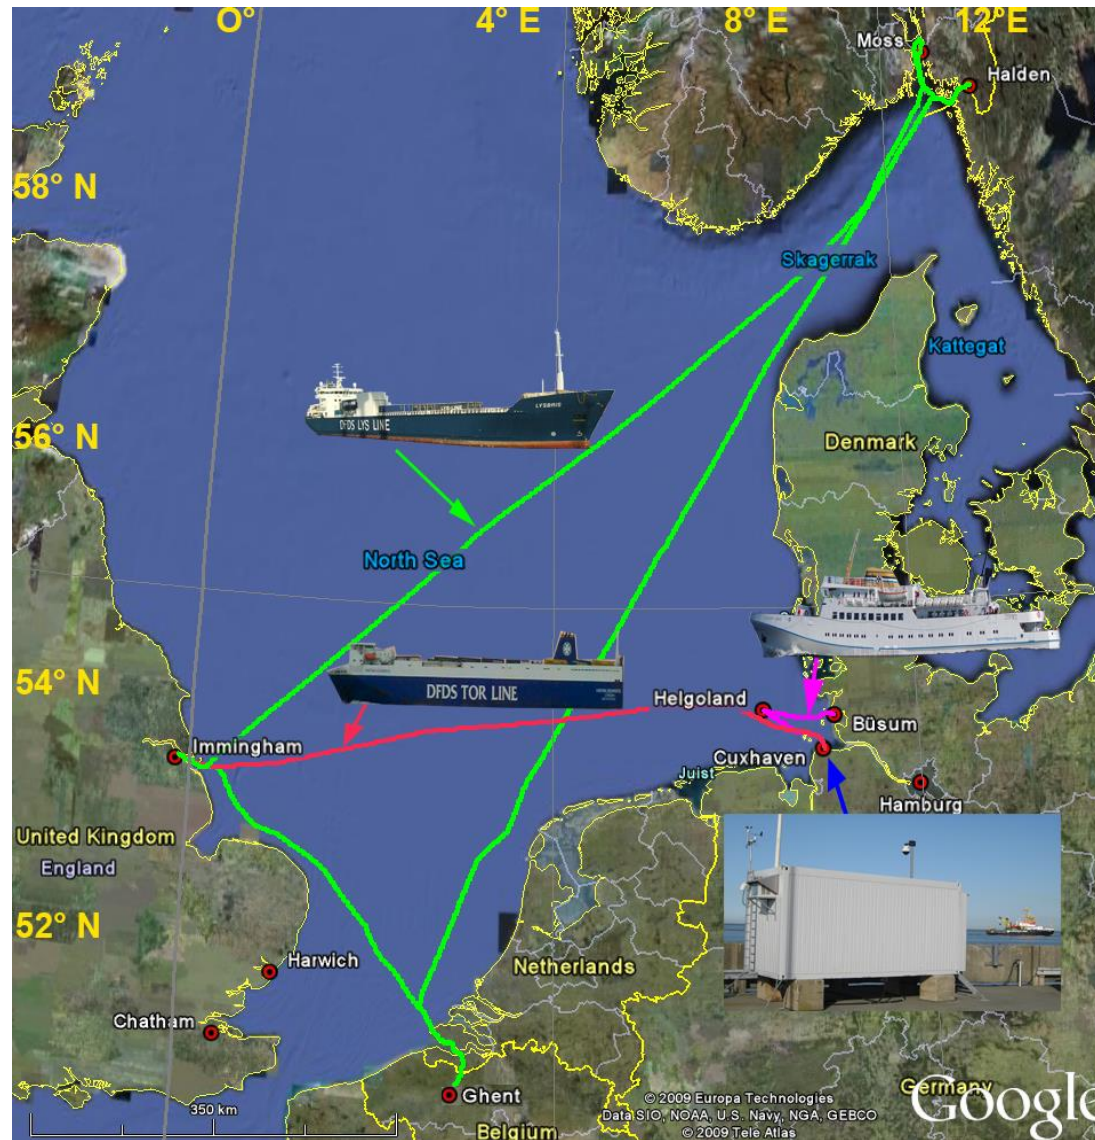 0°
4° E
8° E
12°E
Moss
Halden
58° N
Skagerrak
Kattegat
LYSBRIS
DFDS LYS LINE
56° N
Denmark
North Sea
54° N
DFDS TOR LINE
Helgoland
Büsum
Immingham
Cuxhaven
Juist
Hamburg
United Kingdom
England
52° N
Harwich
Netherlands
Chatham
Ghent
Germany
350 km
© 2009 Europa Technologies
Data SIO, NOAA, U.S. Navy, NGA, GEBCO
© 2009 Tele Atlas
Google
Belgium